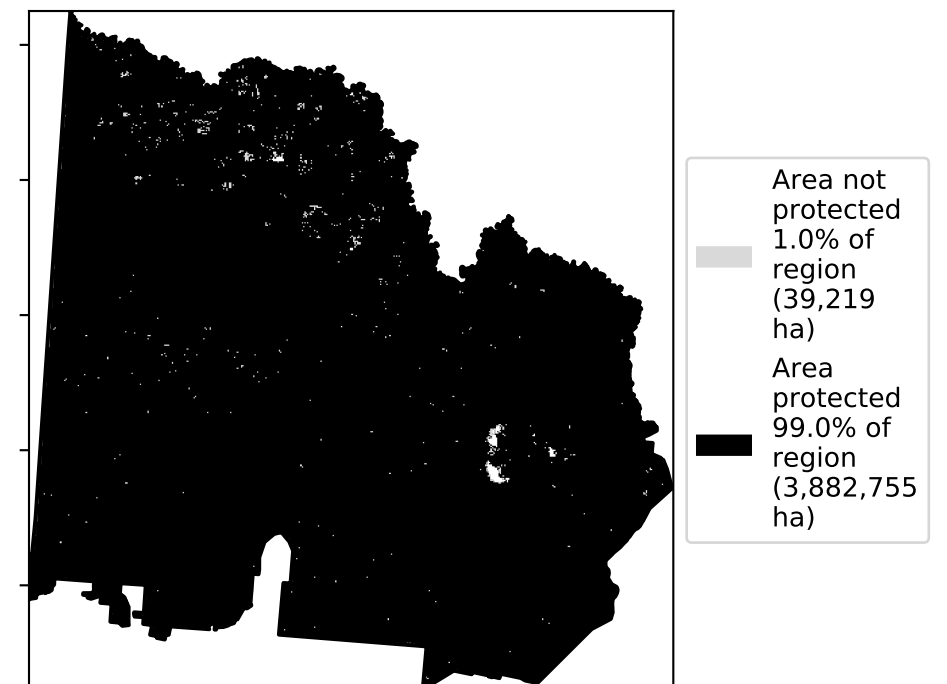 Area not
protected
1.0% of
region
(39,219
ha)
Area
protected
99.0% of
region
(3,882,755
ha)